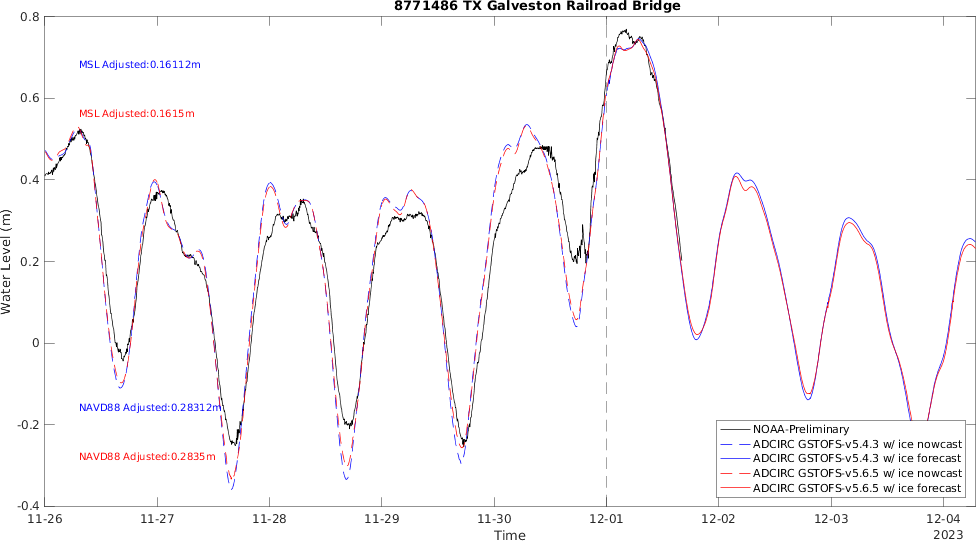 8771486 TX Galveston Railroad Bridge
0.8
0.6
0.4
0.2
0
-0.2
-0.4
Water Level (m)
MSL Adjusted:0.16112m
MSL Adjusted:0.1615m
NAVD88 Adjusted:0.28312m
NAVD88 Adjusted:0.2835m
NOAA-Preliminary
ADCIRC GSTOFS-v5.4.3 w/ ice nowcast
ADCIRC GSTOFS-v5.4.3 w/ ice forecast
ADCIRC GSTOFS-v5.6.5 w/ ice nowcast
ADCIRC GSTOFS-v5.6.5 w/ ice forecast
11-26 11-27 11-28 11-29 11-30 12-01 12-02 12-03 12-04
Time
2023